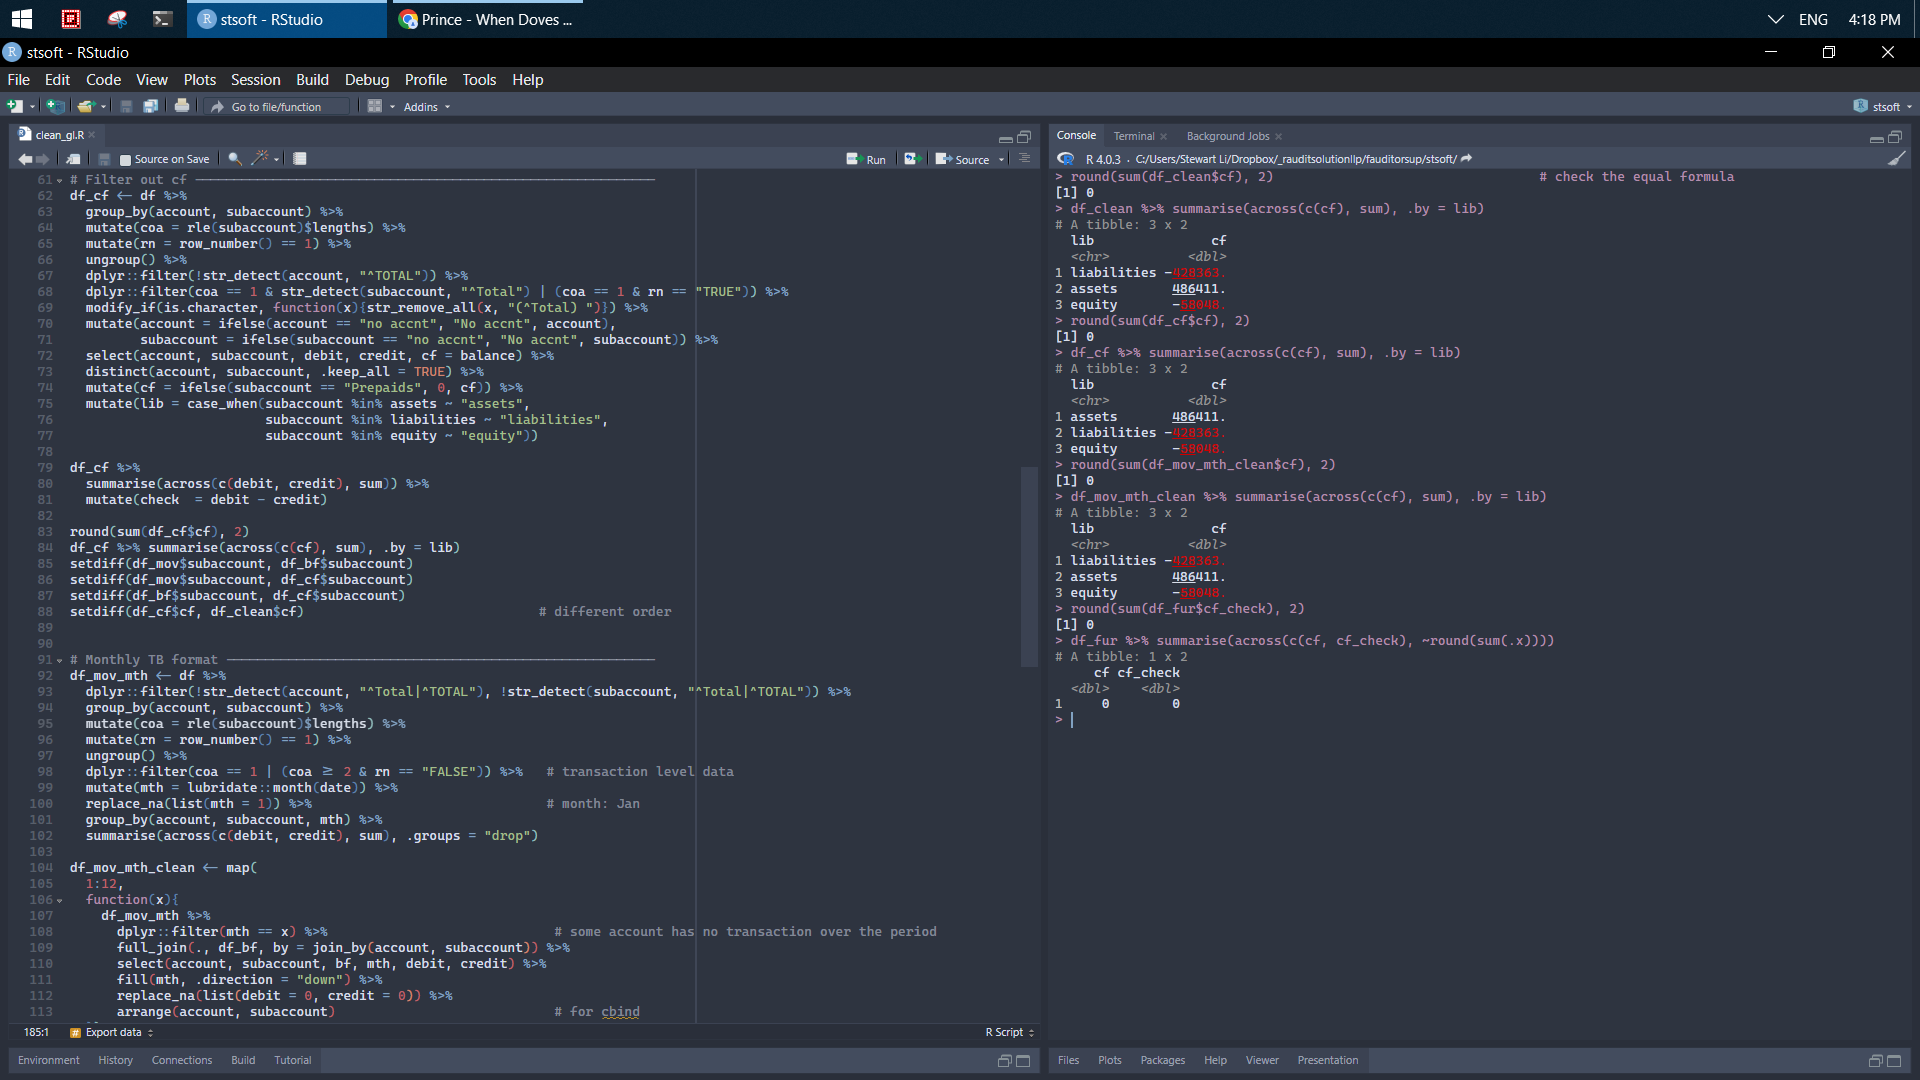 stsoft - RStudio
Prince - When Doves ...
ENG
4:18 PM
stsoft - RStudio
File Edit Code View Plots Session Build Debug Profile Tools Help
Go to file/function
Addins
stsoft
clean_gl.R
Source on Save
Run
Source
61 # Filter out cf
62 df_cf <- df %>%
63 group_by(account, subaccount) %>%
64 mutate(coa = rle(subaccount)$lengths) %>%
65 mutate(rn = row_number() == 1) %>%
66 ungroup() %>%
67 dplyr::filter(!str_detect(account, "^TOTAL")) %>%
68 dplyr::filter(coa == 1 & str_detect(subaccount, "^Total") | (coa == 1 & rn == "TRUE")) %>%
69 modify_if(is.character, function(x){str_remove_all(x, "(^Total) ")}) %>%
70 mutate(account = ifelse(account == "no accnt", "No accnt", account),
71 subaccount = ifelse(subaccount == "no accnt", "No accnt", subaccount)) %>%
72 select(account, subaccount, debit, credit, cf = balance) %>%
73 distinct(account, subaccount, .keep_all = TRUE) %>%
74 mutate(cf = ifelse(subaccount == "Prepaids", 0, cf)) %>%
75 mutate(lib = case_when(subaccount %in% assets ~ "assets",
76 subaccount %in% liabilities ~ "liabilities",
77 subaccount %in% equity ~ "equity"))
78
79 df_cf %>%
80 summarise(across(c(debit, credit), sum)) %>%
81 mutate(check = debit - credit)
82
83 round(sum(df_cf$cf), 2)
84 df_cf %>% summarise(across(c(cf), sum), .by = lib)
85 setdiff(df_mov$subaccount, df_bf$subaccount)
86 setdiff(df_mov$subaccount, df_cf$subaccount)
87 setdiff(df_bf$subaccount, df_cf$subaccount)
88 setdiff(df_cf$cf, df_clean$cf) # different order
89
90
91 # Monthly TB format
92 df_mov_mth <- df %>%
93 dplyr::filter(!str_detect(account, "^Total|^TOTAL"), !str_detect(subaccount, "^Total|^TOTAL")) %>%
94 group_by(account, subaccount) %>%
95 mutate(coa = rle(subaccount)$lengths) %>%
96 mutate(rn = row_number() == 1) %>%
97 ungroup() %>%
98 dplyr::filter(coa == 1 | (coa ≥ 2 & rn == "FALSE")) %>% # transaction level data
99 mutate(mth = lubridate::month(date)) %>%
100 replace_na(list(mth = 1)) %>% # month: Jan
101 group_by(account, subaccount, mth) %>%
102 summarise(across(c(debit, credit), sum), .groups = "drop")
103
104 df_mov_mth_clean <- map(
105 1:12,
106 function(x){
107 df_mov_mth %>%
108 dplyr::filter(mth == x) %>% # some account has no transaction over the period
109 full_join(., df_bf, by = join_by(account, subaccount)) %>%
110 select(account, subaccount, bf, mth, debit, credit) %>%
111 fill(mth, .direction = "down") %>%
112 replace_na(list(debit = 0, credit = 0)) %>%
113 arrange(account, subaccount) # for cbind
185:1 Export data
R Script
Environment History Connections Build Tutorial
Console Terminal Background Jobs
R 4.0.3 · C:/Users/Stewart Li/Dropbox/_rauditsolutionllp/fauditorsup/stsoft/
> round(sum(df_clean$cf), 2) # check the equal formula
[1] 0
> df_clean %>% summarise(across(c(cf), sum), .by = lib)
# A tibble: 3 x 2
lib cf
<chr> <dbl>
1 liabilities -428363.
2 assets 486411.
3 equity -58048.
> round(sum(df_cf$cf), 2)
[1] 0
> df_cf %>% summarise(across(c(cf), sum), .by = lib)
# A tibble: 3 x 2
lib cf
<chr> <dbl>
1 assets 486411.
2 liabilities -428363.
3 equity -58048.
> round(sum(df_mov_mth_clean$cf), 2)
[1] 0
> df_mov_mth_clean %>% summarise(across(c(cf), sum), .by = lib)
# A tibble: 3 x 2
lib cf
<chr> <dbl>
1 liabilities -428363.
2 assets 486411.
3 equity -58048.
> round(sum(df_fur$cf_check), 2)
[1] 0
> df_fur %>% summarise(across(c(cf, cf_check), ~round(sum(.x))))
# A tibble: 1 x 2
cf cf_check
<dbl> <dbl>
1 0 0
>
Files Plots Packages Help Viewer Presentation